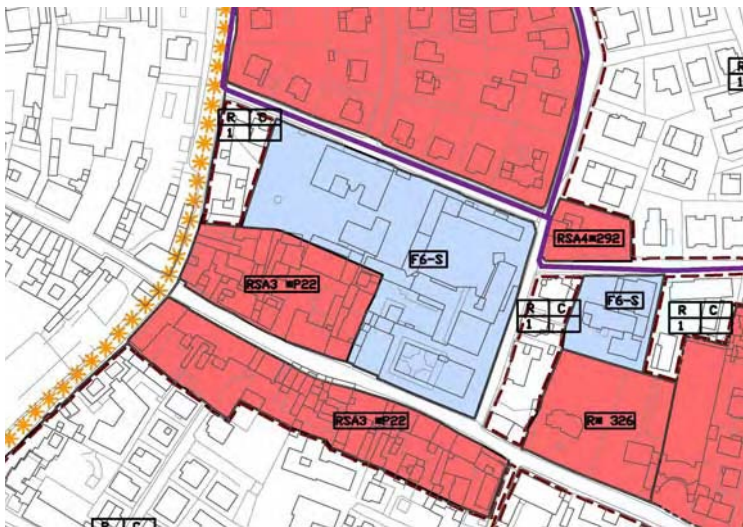 R
1
R C
1
RSA4■292
F6-S
RSA3 ■P22
F6-S
R C
1
R C
1
RSA3 ■P22
R■ 326
R C